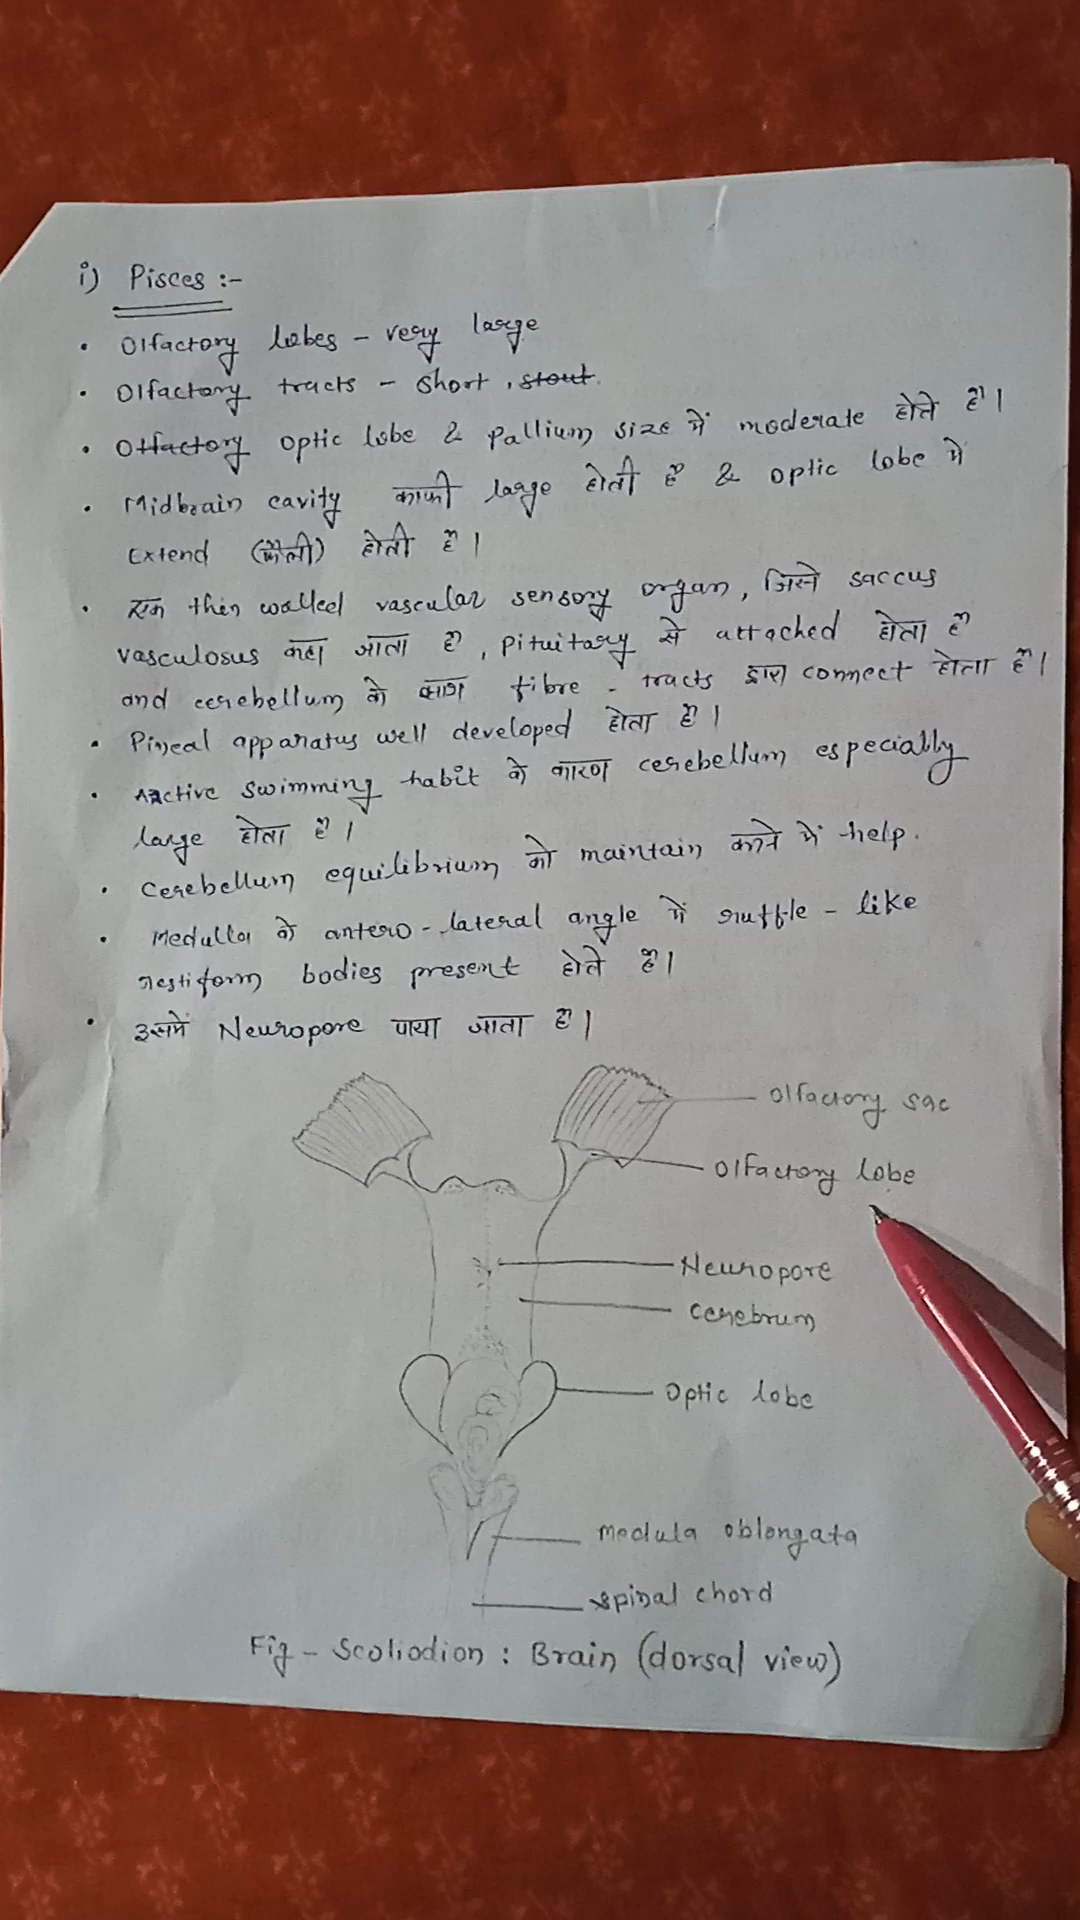 i) Pisces :-
• Olfactory lobes - very large
• Olfactory tracts - short, stout.
• Olfactory optic lobe & pallium size में moderate होते हैं।
• Midbrain cavity काफी large होती है & optic lobe में
Extend (फैली) होती है।
• एक thin walled vascular sensory organ, जिसे saccus
vasculosus कहा जाता है, pituitary से attached होता है
and cerebellum के साथ fibre - tracts द्वारा connect होता है।
• Pineal apparatus well developed होता है।
• Active swimming habit के कारण cerebellum especially
large होता है।
• Cerebellum equilibrium को maintain करने में help.
• Medulla के antero-lateral angle में ruffle-like
restiform bodies present होते हैं।
• इसमें Neuropore पाया जाता है।
Olfactory sac
Olfactory lobe
Neuropore
Cerebrum
Optic lobe
Medula oblongata
spinal chord
Fig - Scoliodion : Brain (dorsal view)